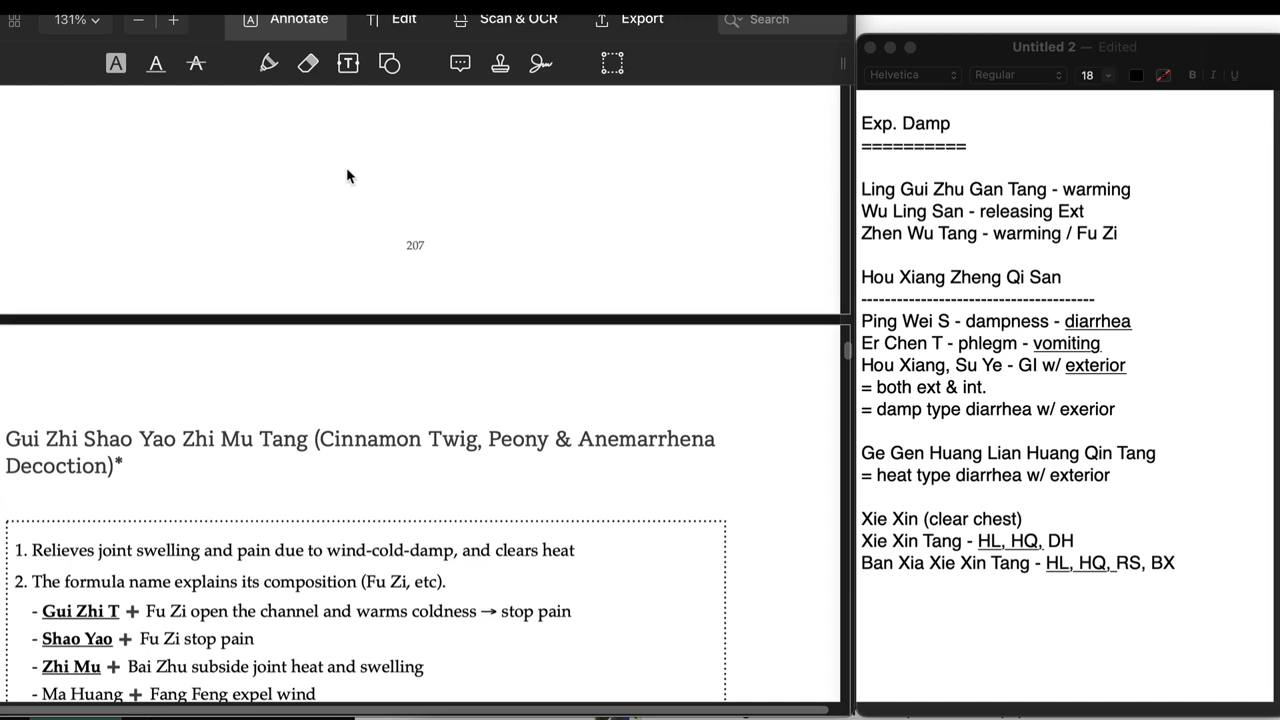 131%
Annotate
Edit
Scan & OCR
Export
Search
207
Gui Zhi Shao Yao Zhi Mu Tang (Cinnamon Twig, Peony & Anemarrhena
Decoction)*
1. Relieves joint swelling and pain due to wind-cold-damp, and clears heat
2. The formula name explains its composition (Fu Zi, etc).
- Gui Zhi T + Fu Zi open the channel and warms coldness → stop pain
- Shao Yao + Fu Zi stop pain
- Zhi Mu + Bai Zhu subside joint heat and swelling
- Ma Huang + Fang Feng expel wind
Untitled 2 — Edited
Helvetica
Regular
18
B I U
Exp. Damp
==========
Ling Gui Zhu Gan Tang - warming
Wu Ling San - releasing Ext
Zhen Wu Tang - warming / Fu Zi
Hou Xiang Zheng Qi San
---------------------------------------
Ping Wei S - dampness - diarrhea
Er Chen T - phlegm - vomiting
Hou Xiang, Su Ye - GI w/ exterior
= both ext & int.
= damp type diarrhea w/ exerior
Ge Gen Huang Lian Huang Qin Tang
= heat type diarrhea w/ exterior
Xie Xin (clear chest)
Xie Xin Tang - HL, HQ, DH
Ban Xia Xie Xin Tang - HL, HQ, RS, BX